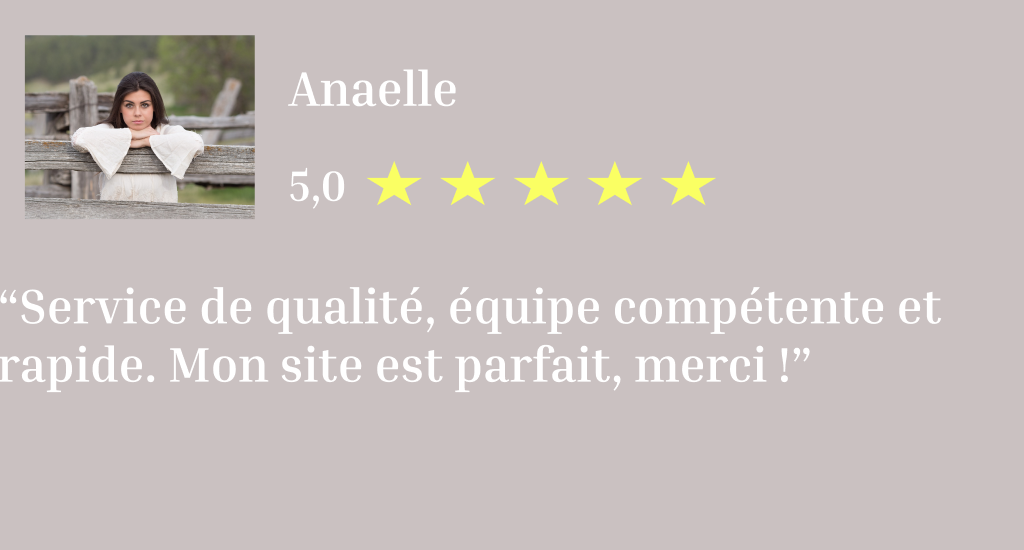 Anaelle
5,0
“Service de qualité, équipe compétente et
rapide. Mon site est parfait, merci !”